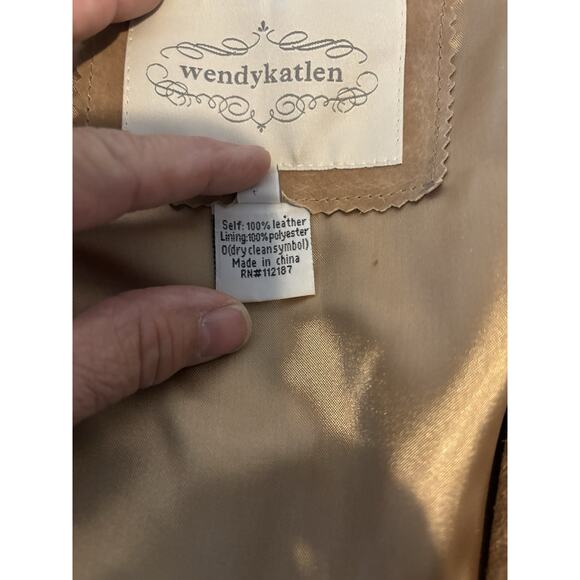 wendykatlen
Self: 100% leather
Lining:100% polyester
O(dry clean symbol)
Made in china
RN#112187